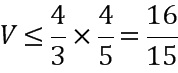 V ≤ 4/3 × 4/5 = 16/15